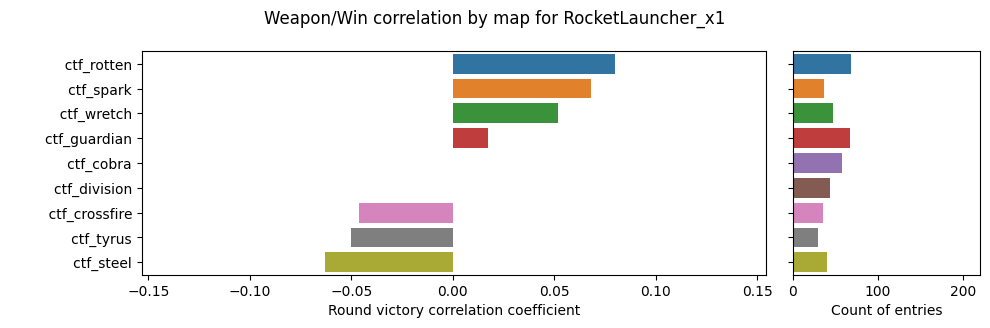 Weapon/Win correlation by map for RocketLauncher_x1
ctf_rotten
ctf_spark
ctf_wretch
ctf_guardian
ctf_cobra
ctf_division
ctf_crossfire
ctf_tyrus
ctf_steel
−0.15 −0.10 −0.05 0.00 0.05 0.10 0.15
Round victory correlation coefficient
0 100 200
Count of entries